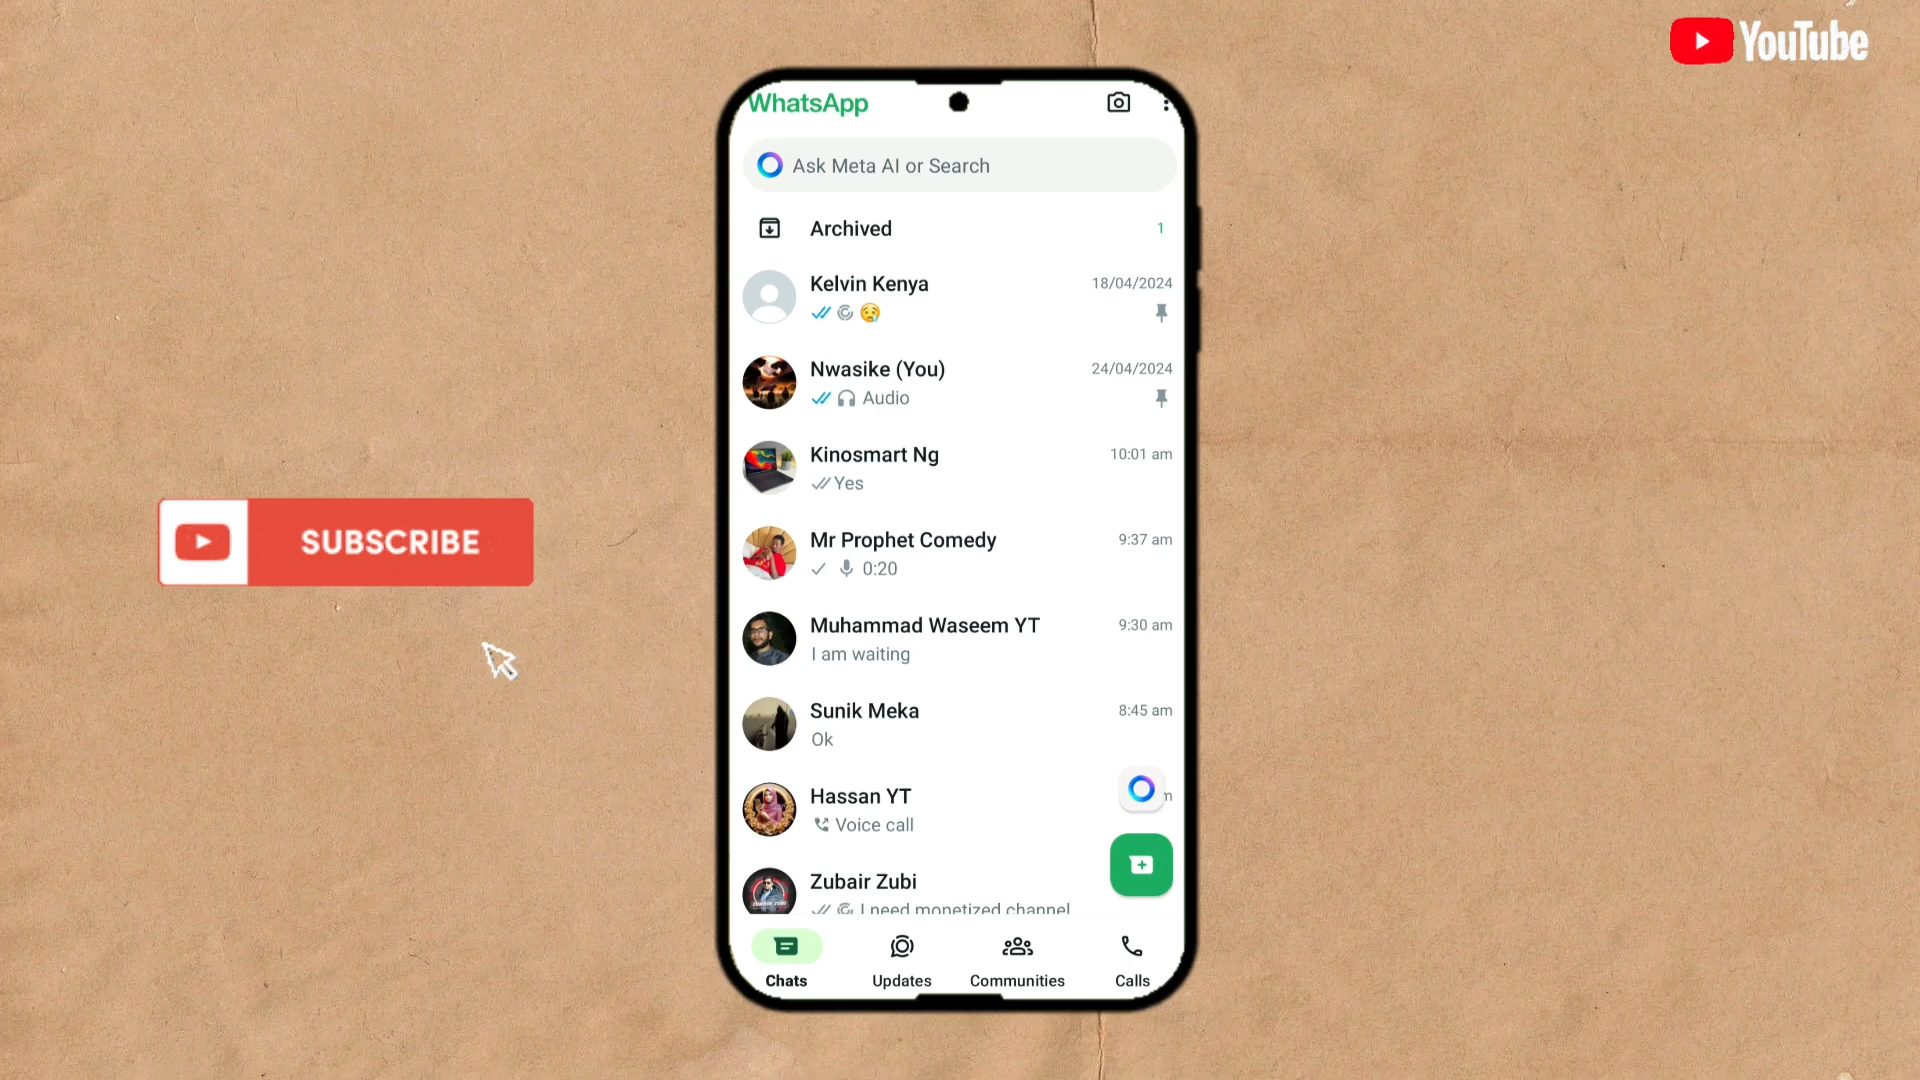 YouTube
WhatsApp
Ask Meta AI or Search
Archived 1
Kelvin Kenya 18/04/2024
Nwasike (You) 24/04/2024
Audio
Kinosmart Ng 10:01 am
Yes
Mr Prophet Comedy 9:37 am
0:20
SUBSCRIBE
Muhammad Waseem YT 9:30 am
I am waiting
Sunik Meka 8:45 am
Ok
Hassan YT
Voice call
Zubair Zubi
I need monetized channel
Chats Updates Communities Calls